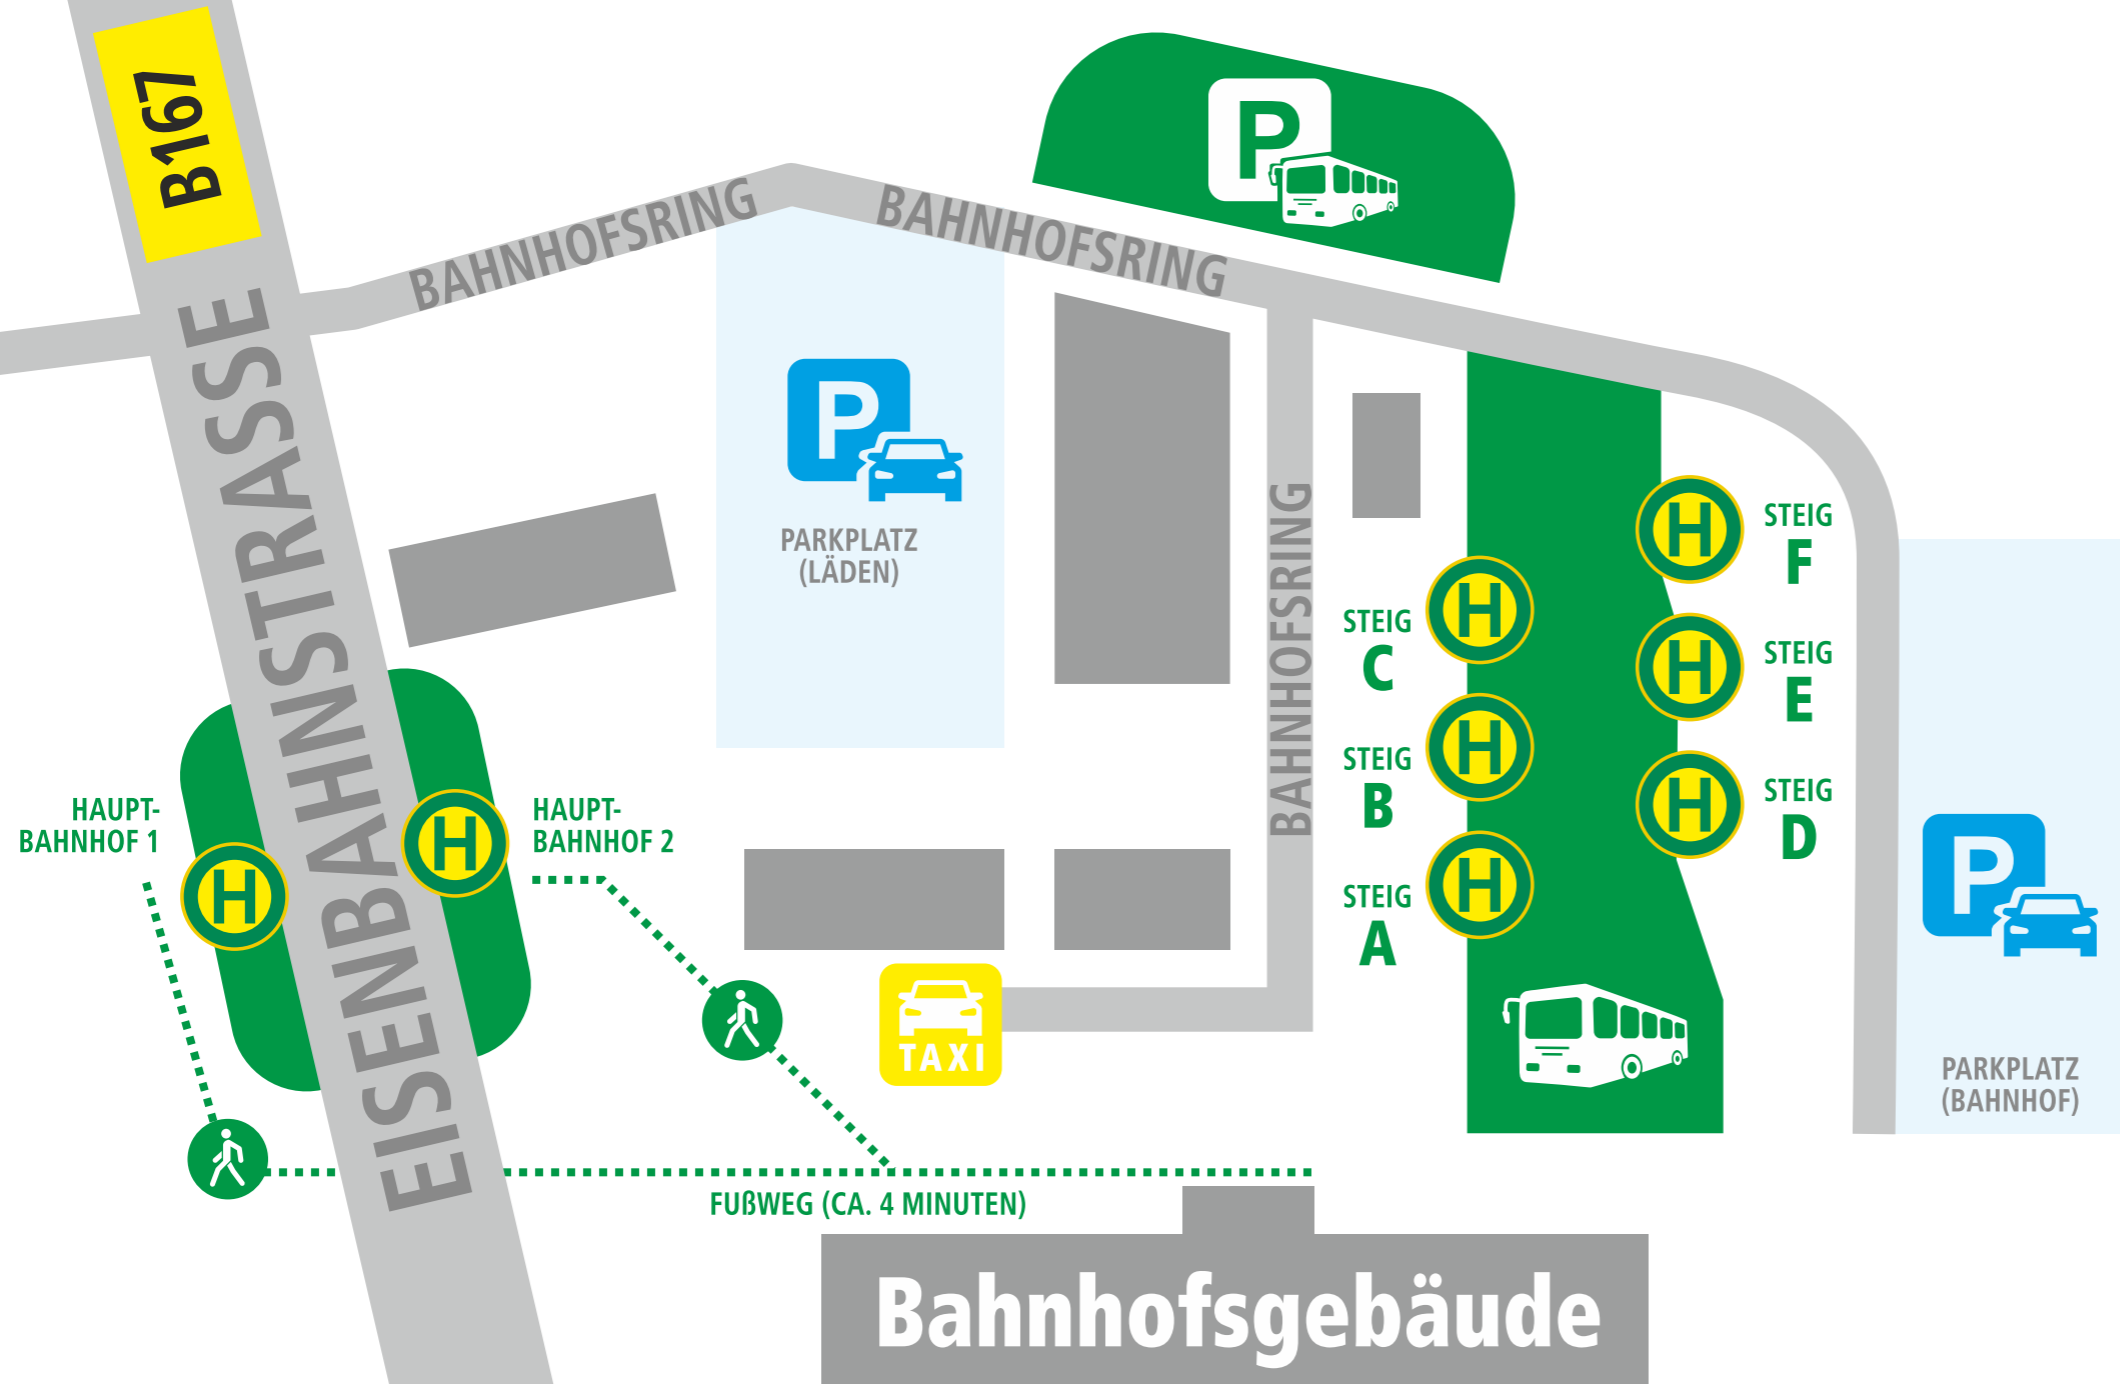 B167
EISENBAHNSTRASSE
BAHNHOFSRING
BAHNHOFSRING
BAHNHOFSRING
P
P
PARKPLATZ
(LÄDEN)
H
STEIG
F
H
STEIG
C
H
STEIG
E
H
STEIG
B
H
STEIG
D
H
STEIG
A
H
HAUPT-
BAHNHOF 1
H
HAUPT-
BAHNHOF 2
H
TAXI
P
PARKPLATZ
(BAHNHOF)
FUßWEG (CA. 4 MINUTEN)
Bahnhofsgebäude